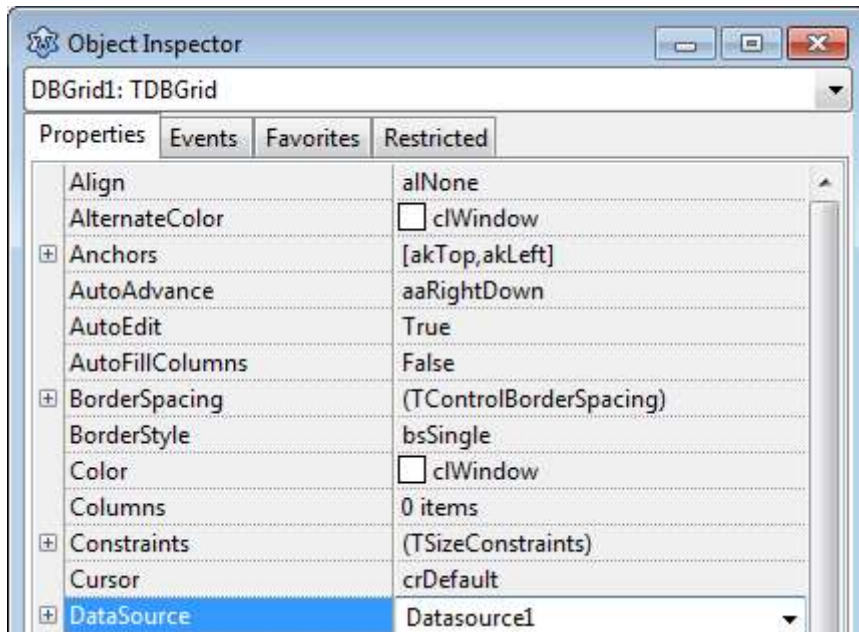 Object Inspector
DBGrid1: TDBGrid
Properties Events Favorites Restricted
Align alNone
AlternateColor clWindow
Anchors [akTop,akLeft]
AutoAdvance aaRightDown
AutoEdit True
AutoFillColumns False
BorderSpacing (TControlBorderSpacing)
BorderStyle bsSingle
Color clWindow
Columns 0 items
Constraints (TSizeConstraints)
Cursor crDefault
DataSource Datasource1